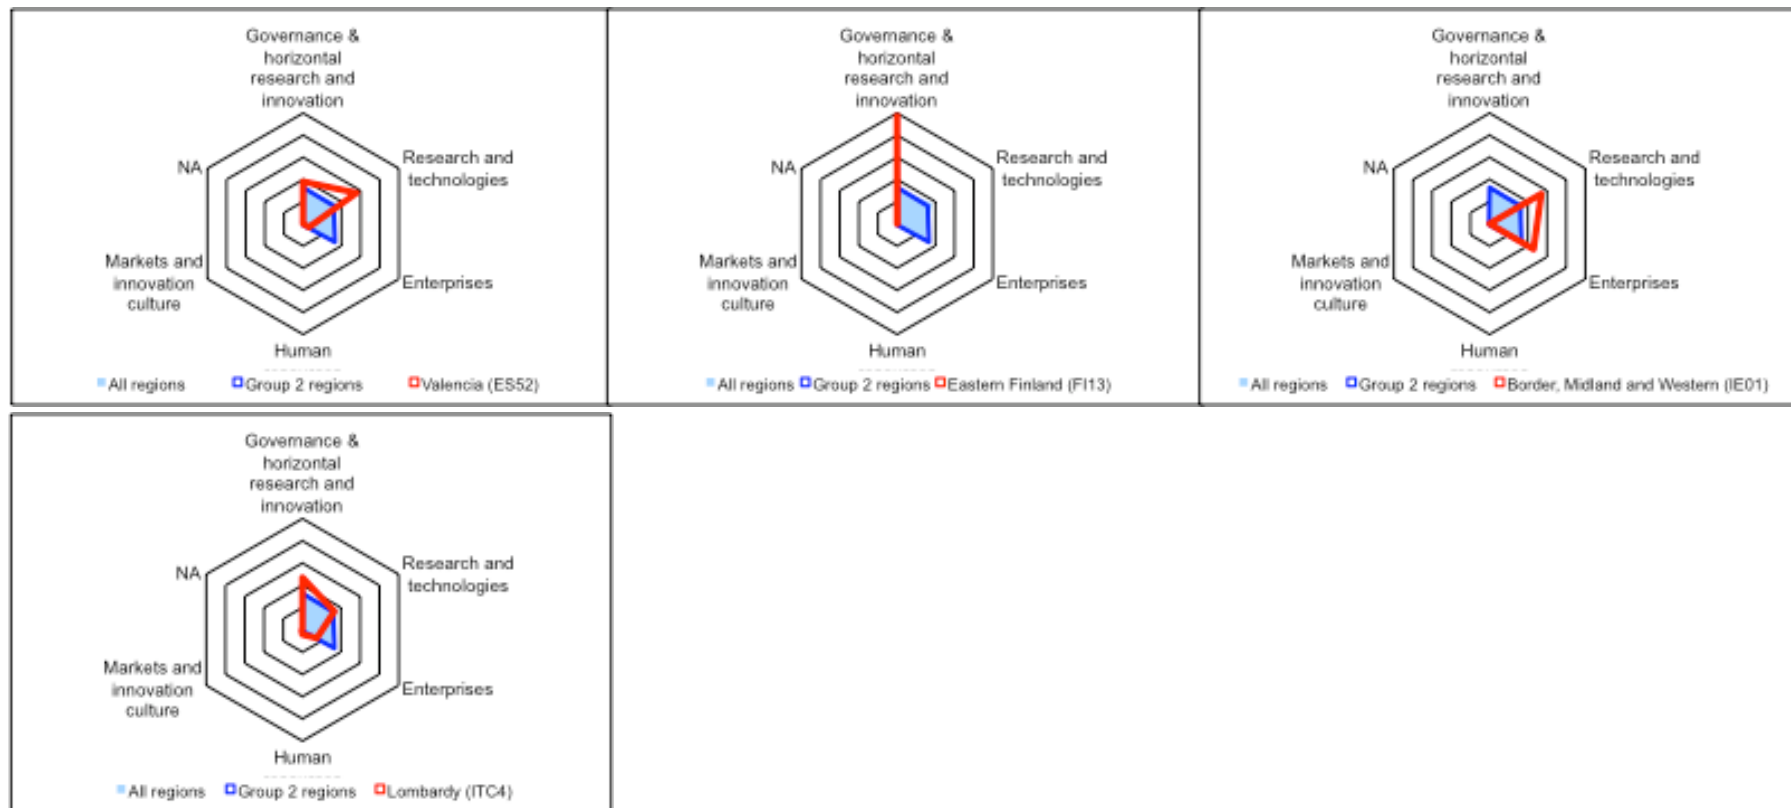 Governance &
horizontal
research and
innovation
NA
Research and
technologies
Markets and
innovation
culture
Enterprises
Human
All regions
Group 2 regions
Valencia (ES52)
Governance &
horizontal
research and
innovation
NA
Research and
technologies
Markets and
innovation
culture
Enterprises
Human
All regions
Group 2 regions
Eastern Finland (FI13)
Governance &
horizontal
research and
innovation
NA
Research and
technologies
Markets and
innovation
culture
Enterprises
Human
All regions
Group 2 regions
Border, Midland and Western (IE01)
Governance &
horizontal
research and
innovation
NA
Research and
technologies
Markets and
innovation
culture
Enterprises
Human
All regions
Group 2 regions
Lombardy (ITC4)